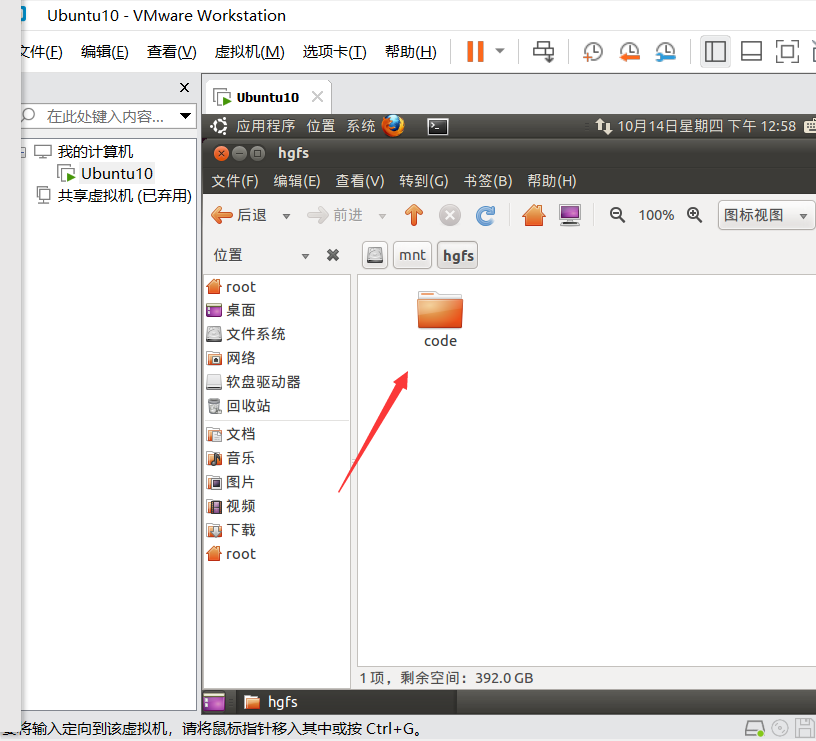 Ubuntu10 - VMware Workstation
文件(F) 编辑(E) 查看(V) 虚拟机(M) 选项卡(T) 帮助(H)
在此处键入内容...
我的计算机
Ubuntu10
共享虚拟机 (已弃用)
Ubuntu10
应用程序 位置 系统 10月14日星期四 下午 12:58
hgfs
文件(F) 编辑(E) 查看(V) 转到(G) 书签(B) 帮助(H)
后退 前进 100% 图标视图
位置 mnt hgfs
root
桌面
文件系统
网络
软盘驱动器
回收站
文档
音乐
图片
视频
下载
root
code
1 项，剩余空间：392.0 GB
hgfs
要将输入定向到该虚拟机，请将鼠标指针移入其中或按 Ctrl+G。